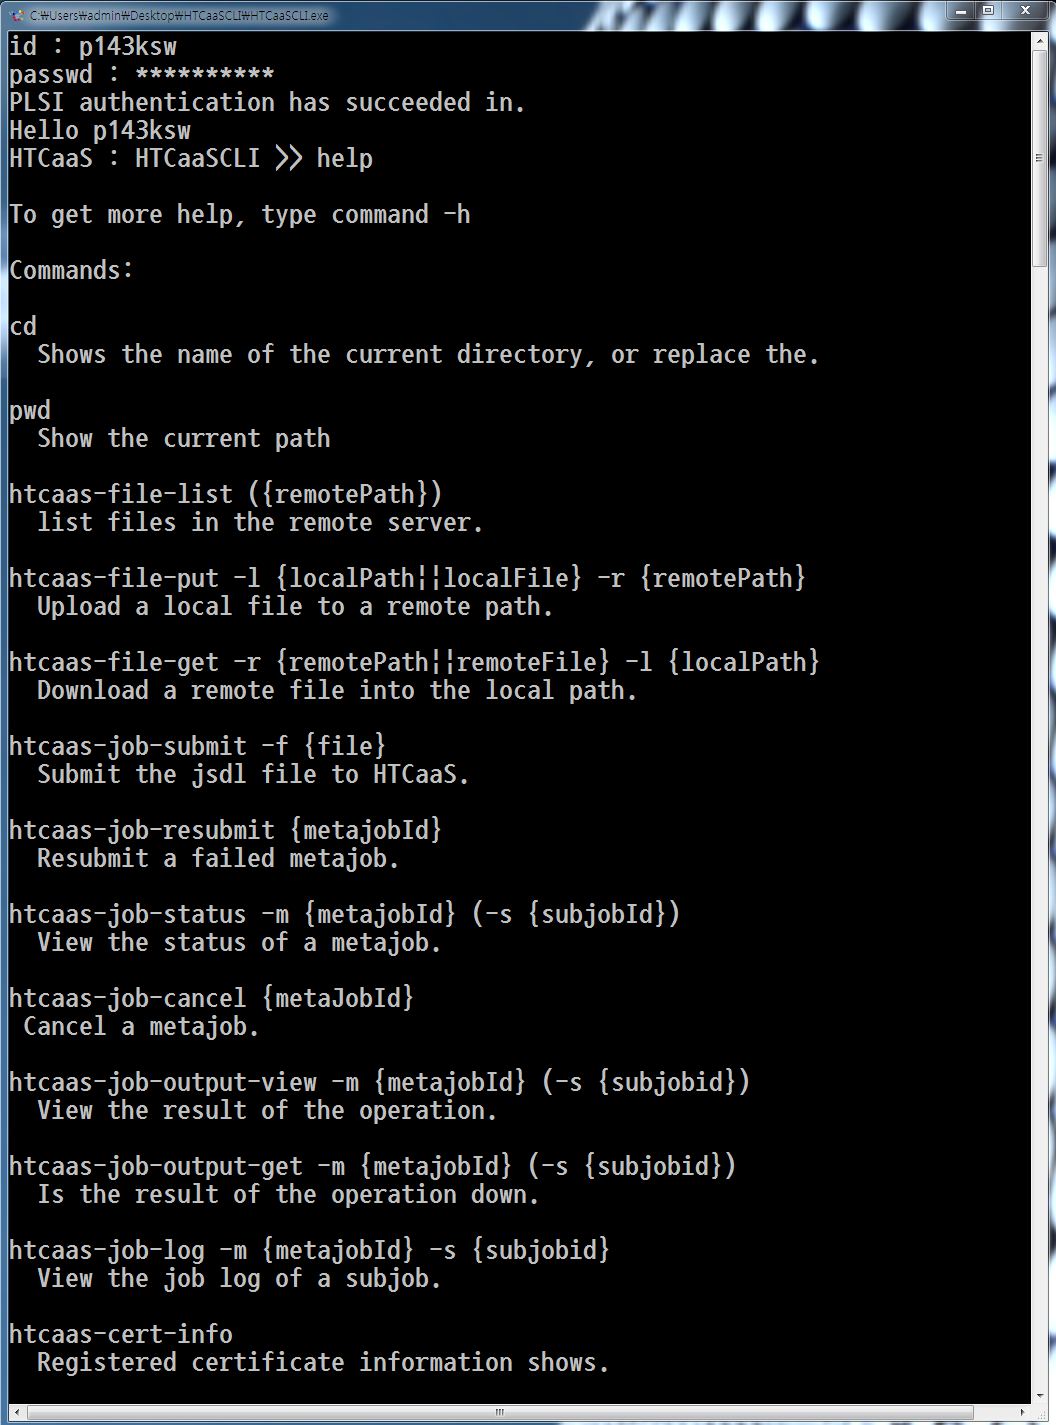 C:₩Users₩admin₩Desktop₩HTCaaSCLI₩HTCaaSCLI.exe
id : p143ksw
passwd : **********
PLSI authentication has succeeded in.
Hello p143ksw
HTCaaS : HTCaaSCLI >> help
To get more help, type command -h
Commands:
cd
Shows the name of the current directory, or replace the.
pwd
Show the current path
htcaas-file-list ({remotePath})
list files in the remote server.
htcaas-file-put -l {localPath||localFile} -r {remotePath}
Upload a local file to a remote path.
htcaas-file-get -r {remotePath||remoteFile} -l {localPath}
Download a remote file into the local path.
htcaas-job-submit -f {file}
Submit the jsdl file to HTCaaS.
htcaas-job-resubmit {metajobId}
Resubmit a failed metajob.
htcaas-job-status -m {metajobId} (-s {subjobId})
View the status of a metajob.
htcaas-job-cancel {metaJobId}
Cancel a metajob.
htcaas-job-output-view -m {metajobId} (-s {subjobid})
View the result of the operation.
htcaas-job-output-get -m {metajobId} (-s {subjobid})
Is the result of the operation down.
htcaas-job-log -m {metajobId} -s {subjobid}
View the job log of a subjob.
htcaas-cert-info
Registered certificate information shows.